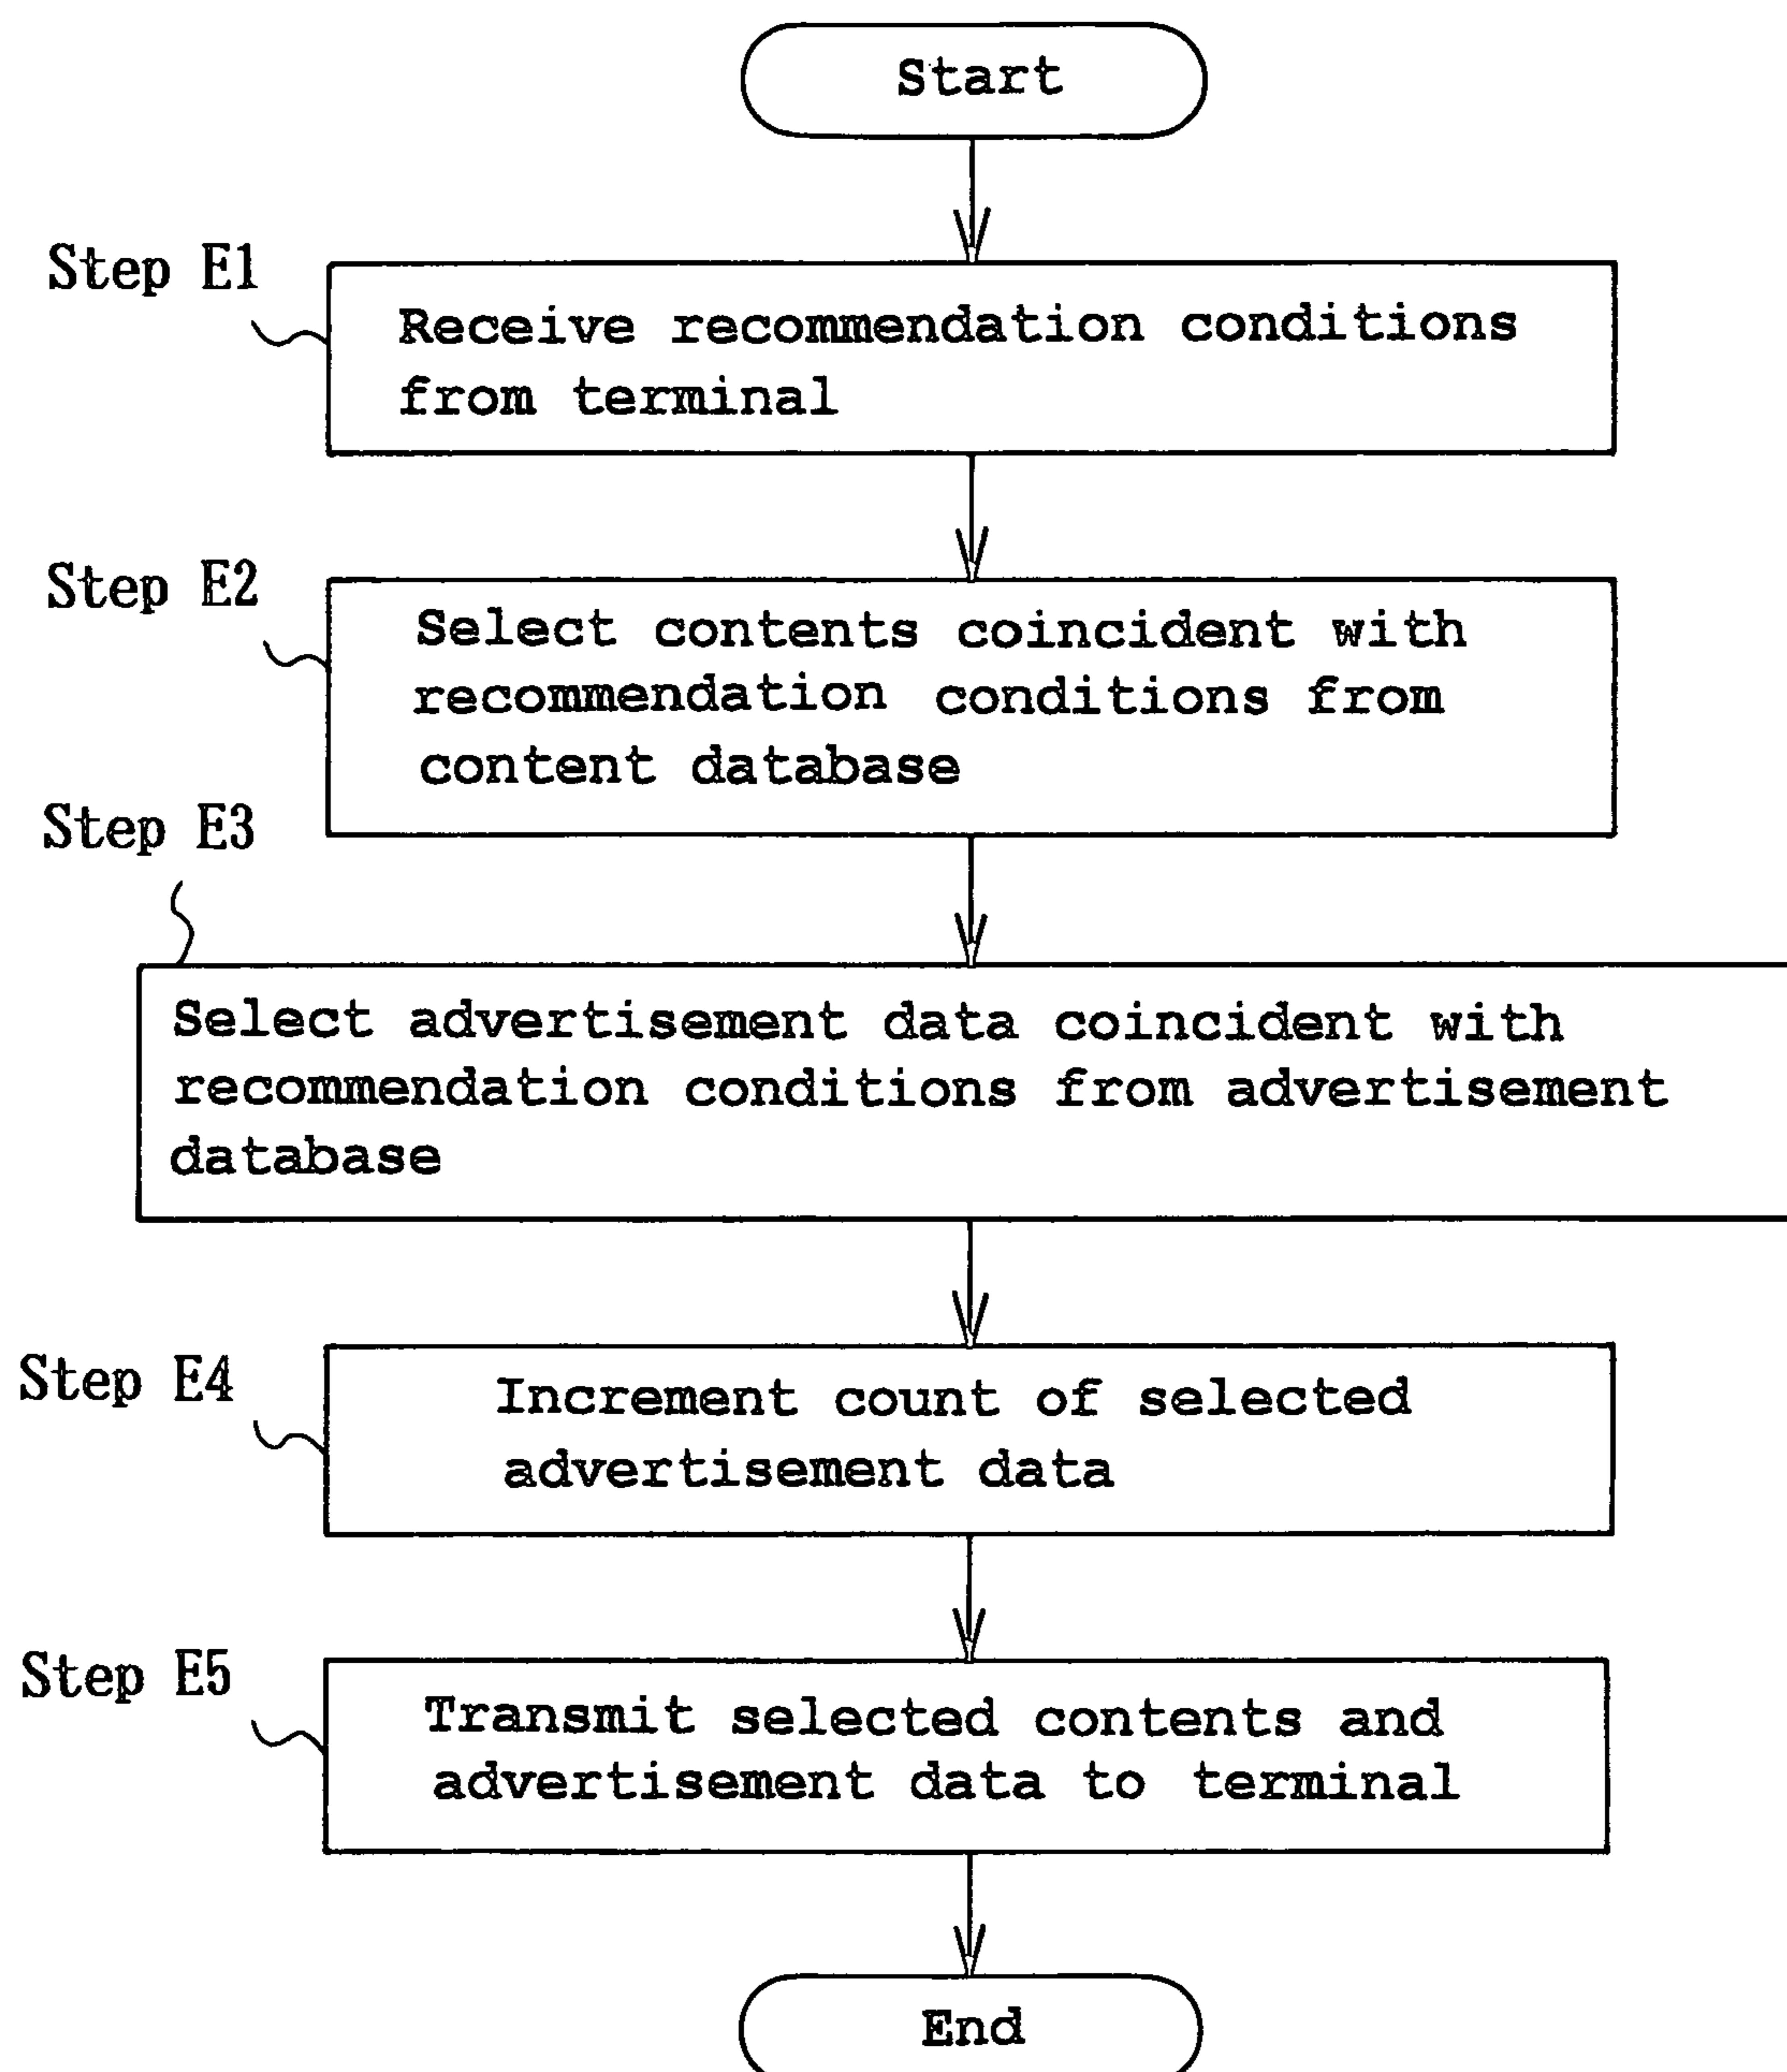 Start
Step E1
Receive recommendation conditions
from terminal
Step E2
Select contents coincident with
recommendation conditions from
content database
Step E3
Select advertisement data coincident with
recommendation conditions from advertisement
database
Step E4
Increment count of selected
advertisement data
Step E5
Transmit selected contents and
advertisement data to terminal
End